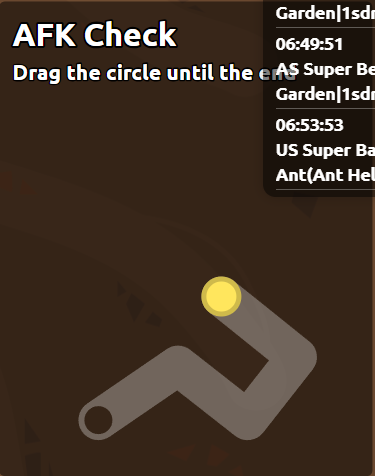 AFK Check
Drag the circle until the end
Garden|1sdr
06:49:51
AS Super Be
Garden|1sdr
06:53:53
US Super Ba
Ant(Ant Hel